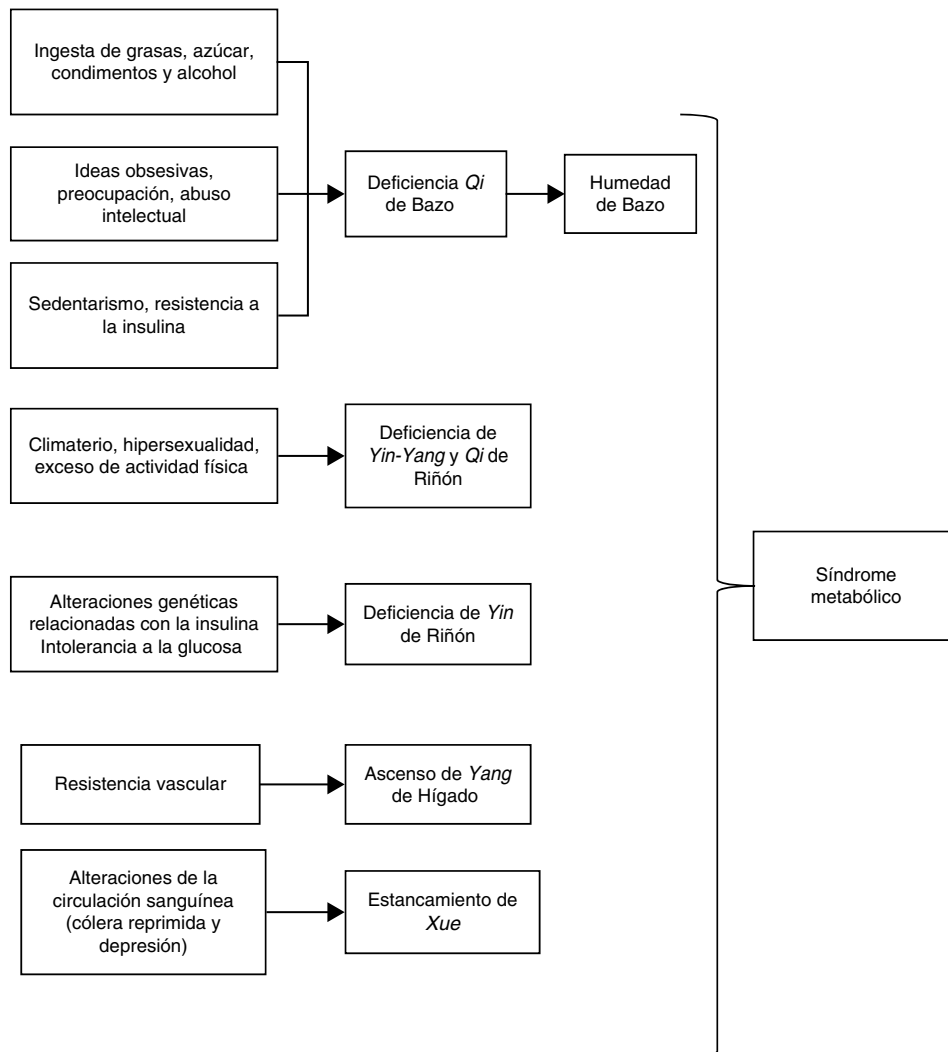 Ingesta de grasas, azúcar,
condimentos y alcohol
Ideas obsesivas,
preocupación, abuso
intelectual
Deficiencia Qi
de Bazo
Humedad
de Bazo
Sedentarismo, resistencia a
la insulina
Climaterio, hipersexualidad,
exceso de actividad física
Deficiencia de
Yin-Yang y Qi de
Riñón
Síndrome
metabólico
Alteraciones genéticas
relacionadas con la insulina
Intolerancia a la glucosa
Deficiencia de Yin
de Riñón
Resistencia vascular
Ascenso de Yang
de Hígado
Alteraciones de la
circulación sanguínea
(cólera reprimida y
depresión)
Estancamiento de
Xue